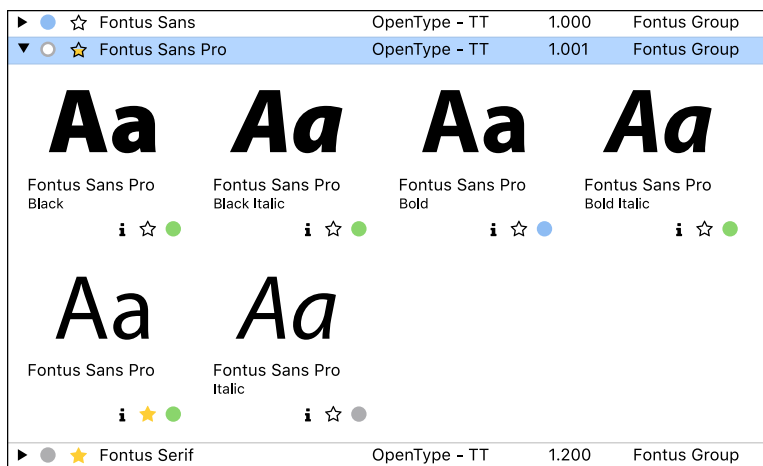 Fontus Sans OpenType - TT 1.000 Fontus Group
Fontus Sans Pro OpenType - TT 1.001 Fontus Group
Aa Aa Aa Aa
Fontus Sans Pro Fontus Sans Pro Fontus Sans Pro Fontus Sans Pro
Black Black Italic Bold Bold Italic
i i i i
Aa Aa
Fontus Sans Pro Fontus Sans Pro
Italic
i i
Fontus Serif OpenType - TT 1.200 Fontus Group